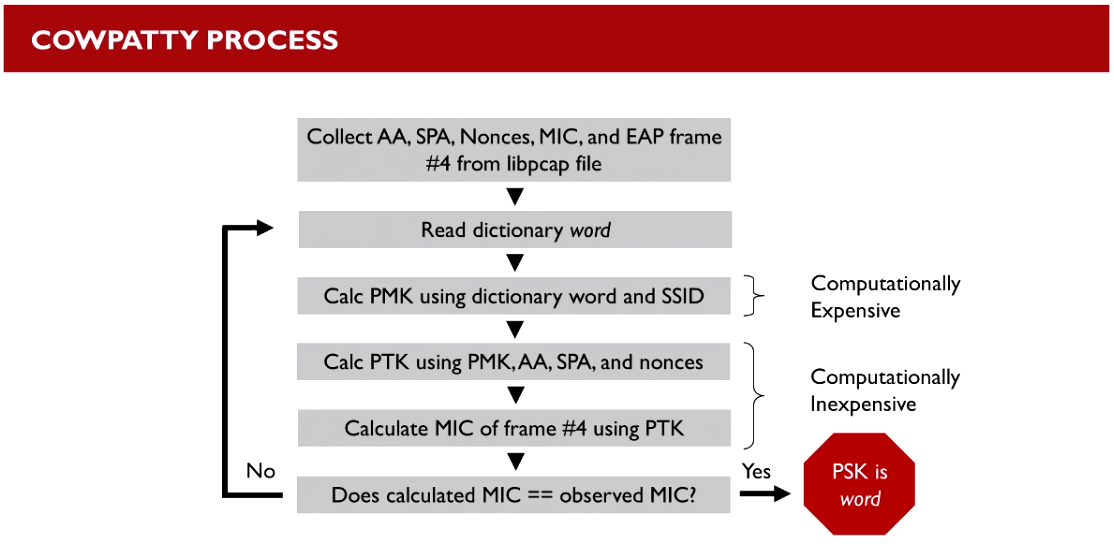 COWPATTY PROCESS
Collect AA, SPA, Nonces, MIC, and EAP frame
#4 from libpcap file
Read dictionary word
Calc PMK using dictionary word and SSID
Computationally
Expensive
Calc PTK using PMK, AA, SPA, and nonces
Computationally
Inexpensive
Calculate MIC of frame #4 using PTK
No
Does calculated MIC == observed MIC?
Yes
PSK is
word